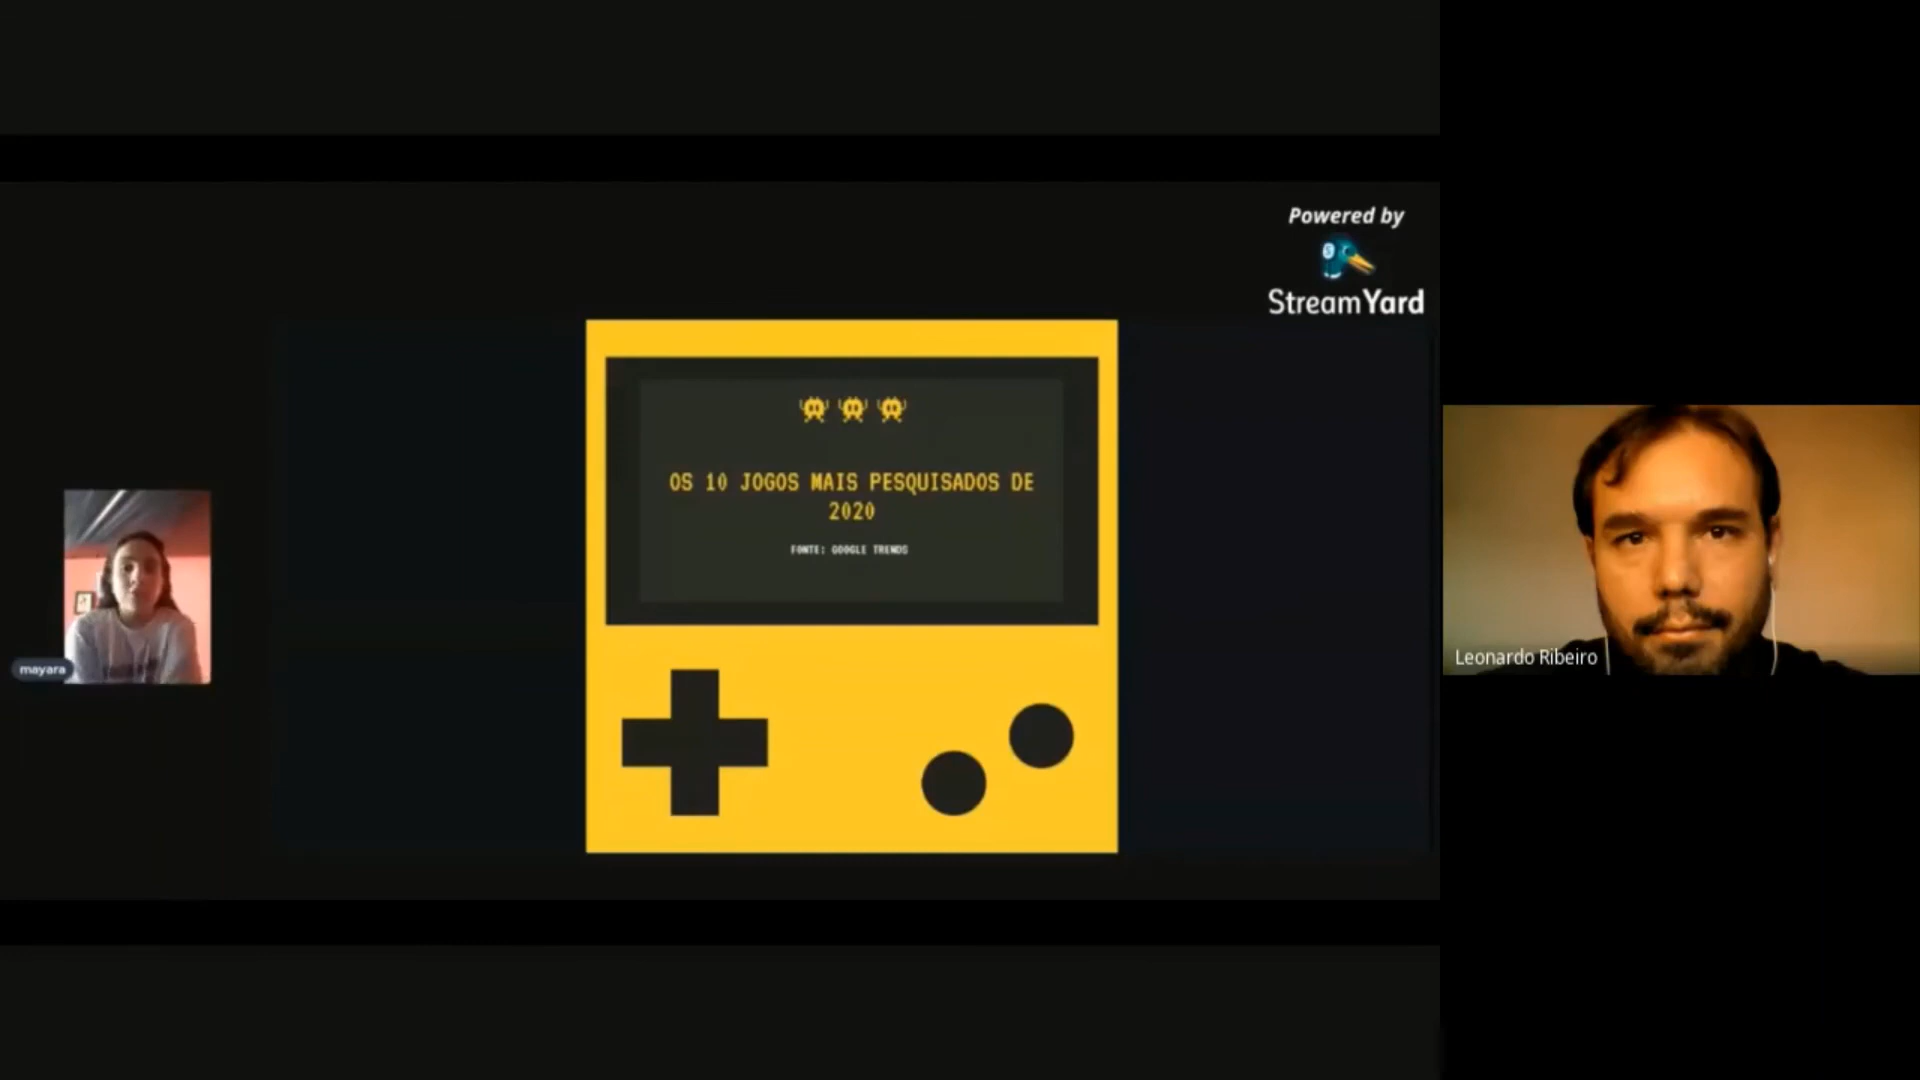 Powered by
StreamYard
OS 10 JOGOS MAIS PESQUISADOS DE
2020
FONTE: GOOGLE TRENDS
mayara
Leonardo Ribeiro